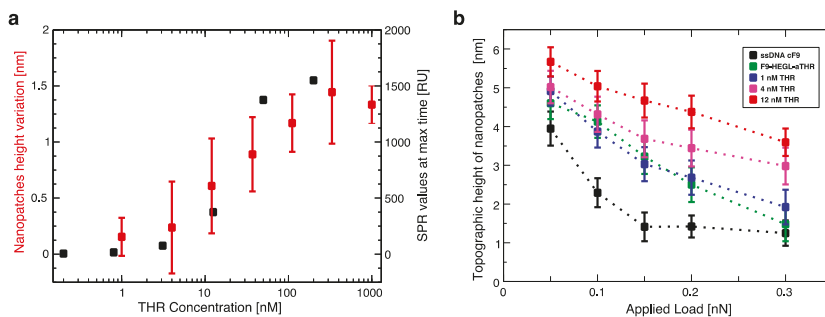 a
Nanopatches height variation [nm]
2
1.5
1
0.5
0
1
10
100
1000
THR Concentration [nM]
2000
1500
1000
500
0
SPR values at max time [RU]
b
Topographic height of nanopatches [nm]
6
5
4
3
2
1
0
0
0.1
0.2
0.3
Applied Load [nN]
ssDNA cF9
F9-HEGL-aTHR
1 nM THR
4 nM THR
12 nM THR